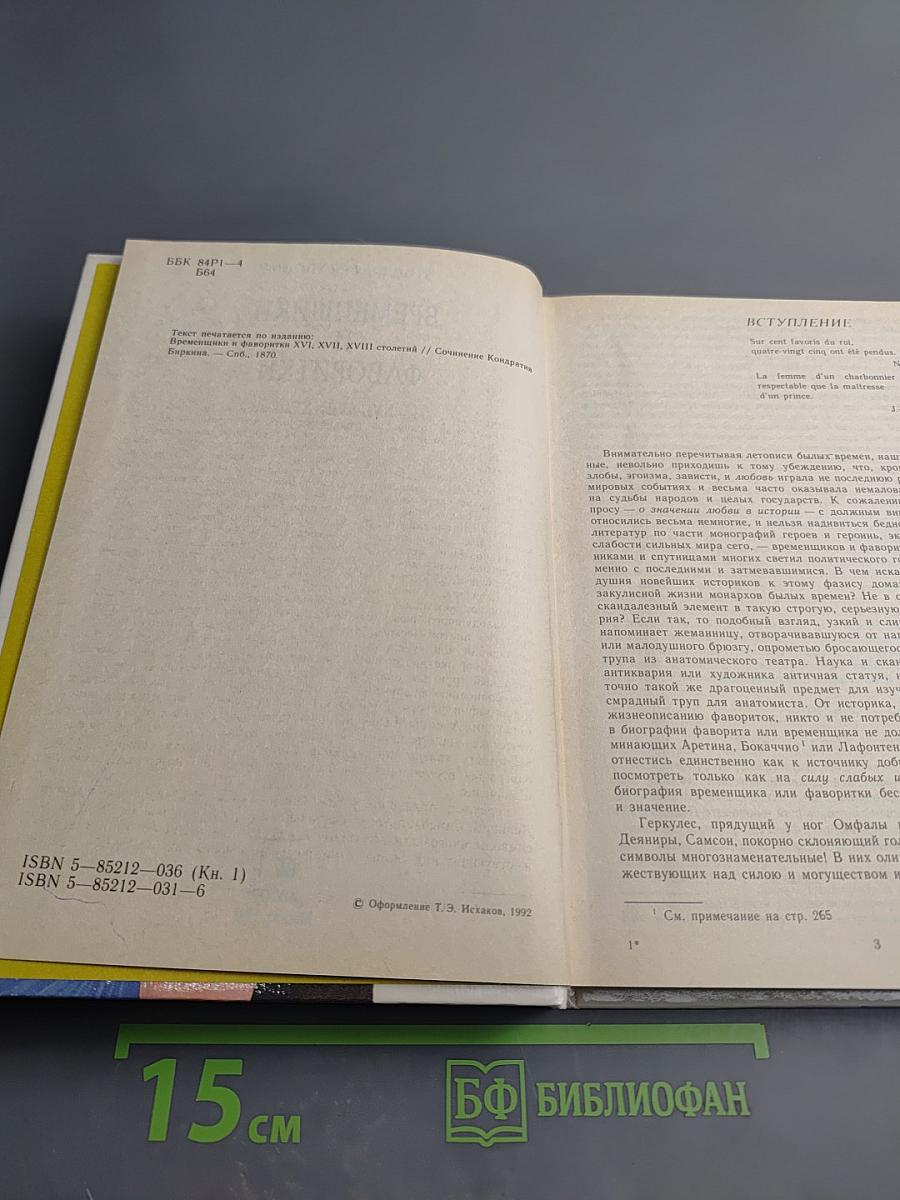 ББК 84Р1—4
Б64
Текст печатается по изданию:
Временщики и фаворитки XVI, XVII, XVIII столетий // Сочинение Кондратия
Биркина. — Спб., 1870.
ISBN 5—85212—036 (Кн. 1)
ISBN 5—85212—031—6
© Оформление Т. Э. Исхаков, 1992
ВСТУПЛЕНИЕ
Sur cent favoris du roi,
quatre-vingt cinq ont été pendus.
La femme d'un charbonnier
respectable que la maîtresse
d'un prince.
Внимательно перечитывая летописи былых времен, наш
ные, невольно приходишь к тому убеждению, что, кро
злобы, эгоизма, зависти, и любовь играла не последнюю р
мировых событиях и весьма часто оказывала немалов
на судьбы народов и целых государств. К сожалени
просу — о значении любви в истории — с должным вни
относились весьма немногие, и нельзя надивиться бедно
литератур по части монографий героев и героинь, эк
слабости сильных мира сего, — временщиков и фавори
никами и спутницами многих светил политического го
менно с последними и затмевавшимися. В чем иска
душия новейших историков к этому фазису дома
закулисной жизни монархов былых времен? Не в с
скандалезный элемент в такую строгую, серьезную
рия? Если так, то подобный взгляд, узкий и сли
напоминает жеманницу, отворачивавшуюся от наг
или малодушного брюзгу, опрометью бросающегос
трупа из анатомического театра. Наука и скан
антиквария или художника античная статуя, н
точно такой же драгоценный предмет для изуч
смрадный труп для анатомиста. От историка,
жизнеописанию фавориток, никто и не потреб
в биографии фаворита или временщика не дол
минающих Аретина, Бокаччио¹ или Лафонтен
отнестись единственно как к источнику добы
посмотреть только как на силу слабых и
биография временщика или фаворитки бес
и значение.
Геркулес, прядущий у ног Омфалы и
Деяниры, Самсон, покорно склоняющий гол
символы многознаменательные! В них оли
жествующих над силою и могуществом и
¹ См. примечание на стр. 265
1*
3
15 см
БФ БИБЛИОФАН